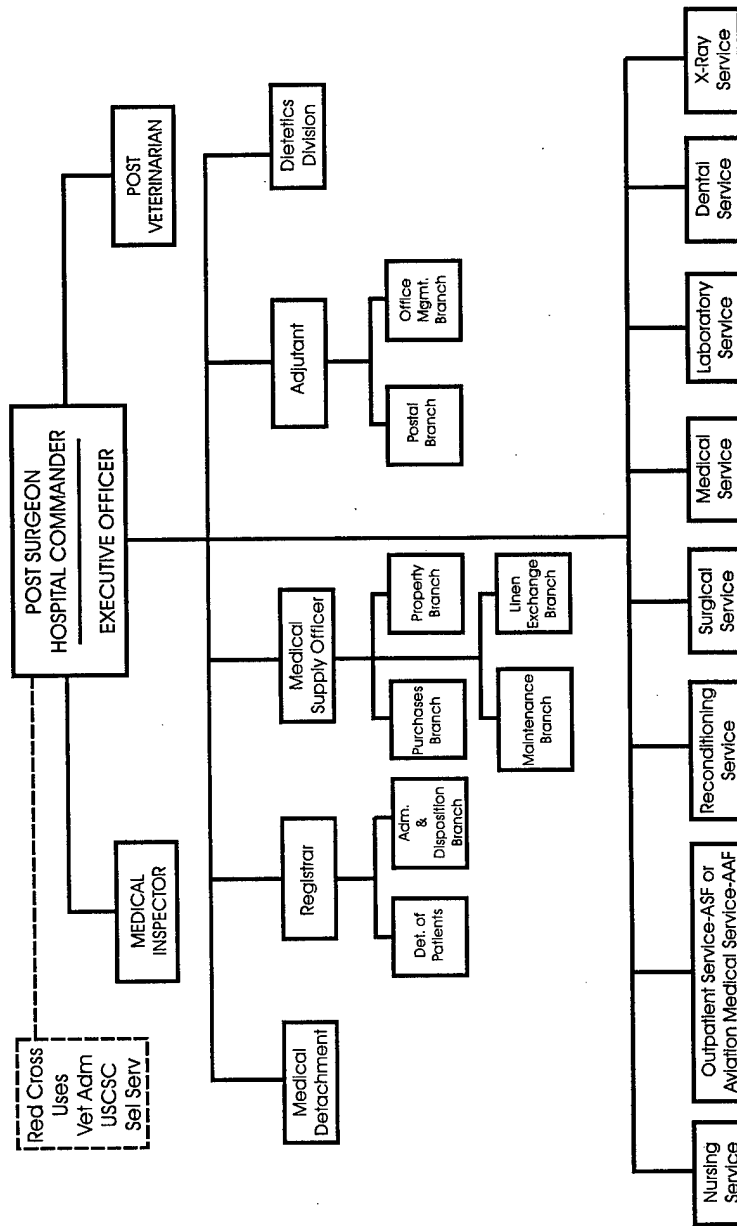 Red Cross
Uses
Vet Adm
USCSC
Sel Serv
POST SURGEON
HOSPITAL COMMANDER
EXECUTIVE OFFICER
MEDICAL
INSPECTOR
POST
VETERINARIAN
Medical
Detachment
Registrar
Medical
Supply Officer
Adjutant
Dietetics
Division
Det. of
Patients
Adm.
&
Disposition
Branch
Purchases
Branch
Property
Branch
Maintenance
Branch
Linen
Exchange
Branch
Postal
Branch
Office
Mgmt.
Branch
Nursing
Service
Outpatient Service-ASF or
Aviation Medical Service-AAF
Reconditioning
Service
Surgical
Service
Medical
Service
Laboratory
Service
Dental
Service
X-Ray
Service